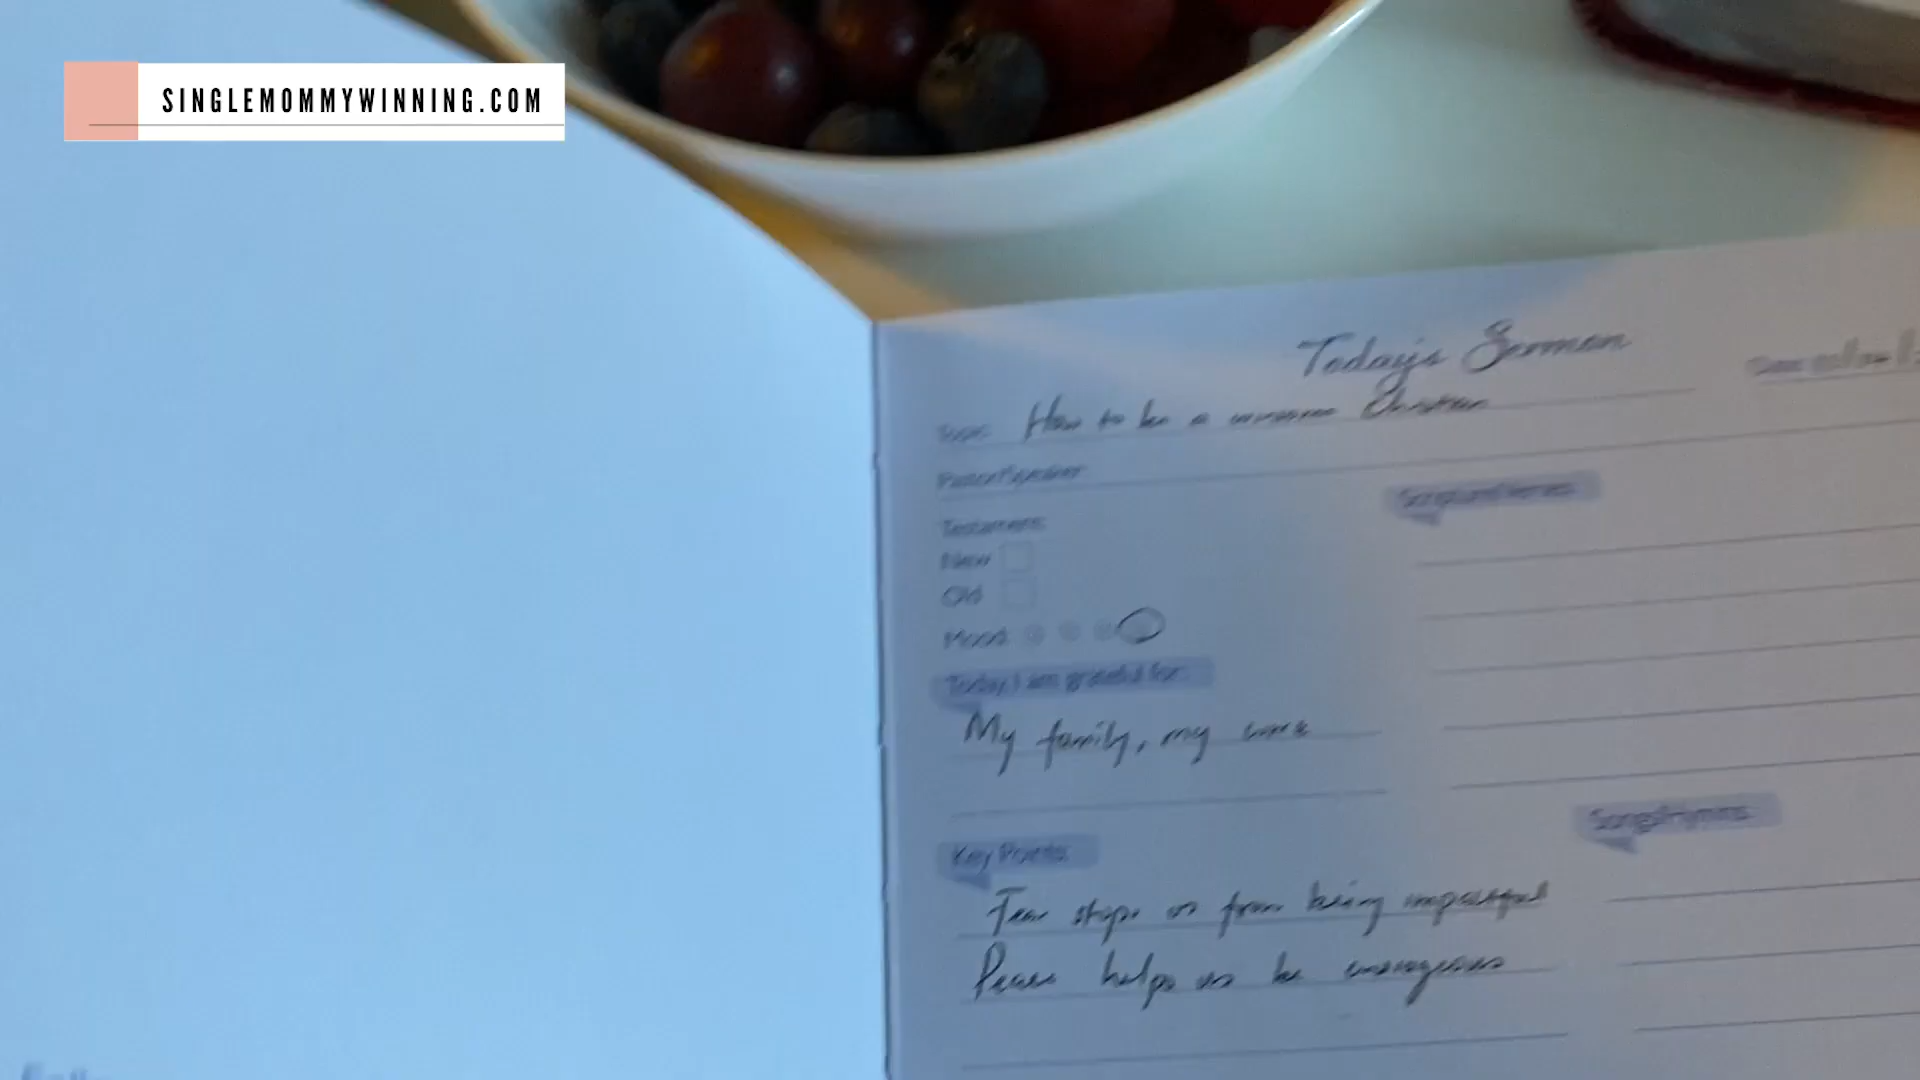 SINGLEMOMMYWINNING.COM
Today's Sermon
Topic: How to be a Christian
Pastor/Speaker
Scripture/Verses
Testament:
New
Old
Mood
Today, I am grateful for:
My family, my work
Songs/Hymns
Key Points:
Fear stops us from being impactful
Peace helps us be courageous